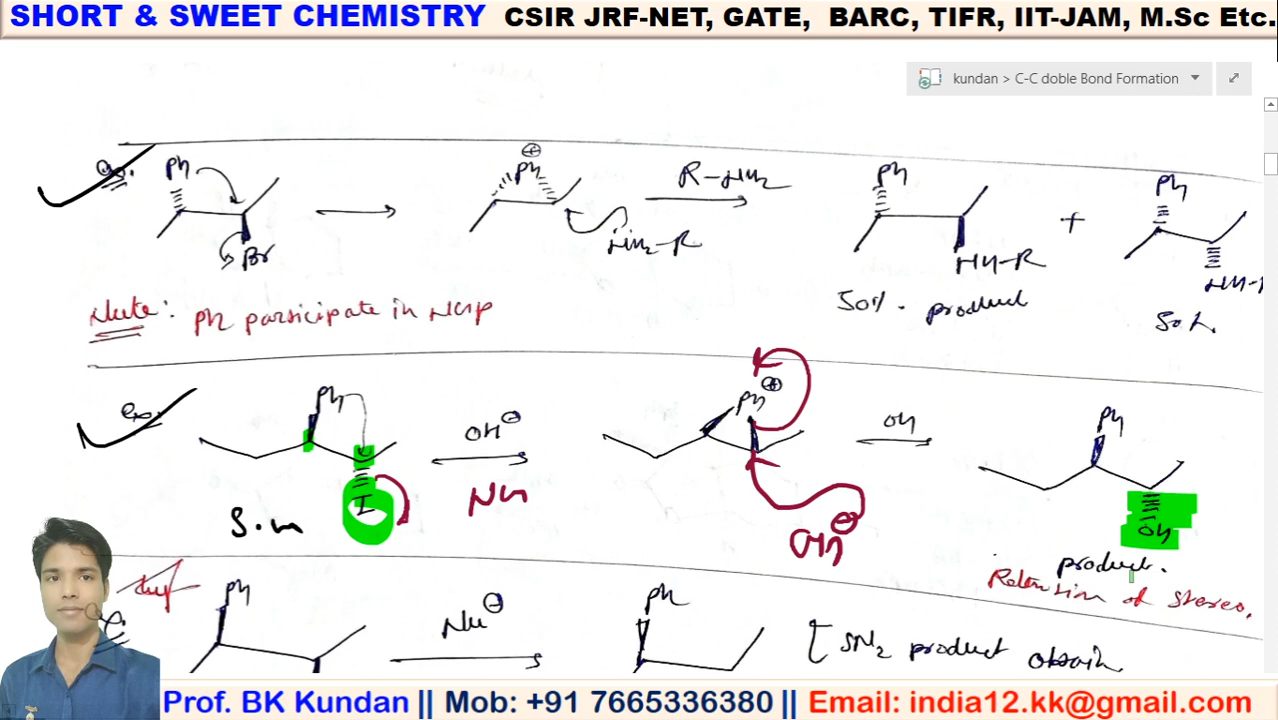 SHORT & SWEET CHEMISTRY CSIR JRF-NET, GATE, BARC, TIFR, IIT-JAM, M.Sc Etc.
kundan > C-C doble Bond Formation
Ph Br
⊕ Ph NH2-R
R-NH2
Ph NH-R
+
Ph NH-
50%. product
50%.
Note: Ph participate in NGP
Ex. Ph I
S.M
OH⊖
Ph ⊕
OH⊖
OH
Ph OH
product.
Retention of stereo.
Ph
Nu⊖
Ph
[SN2 product obtain
Prof. BK Kundan || Mob: +91 7665336380 || Email: india12.kk@gmail.com